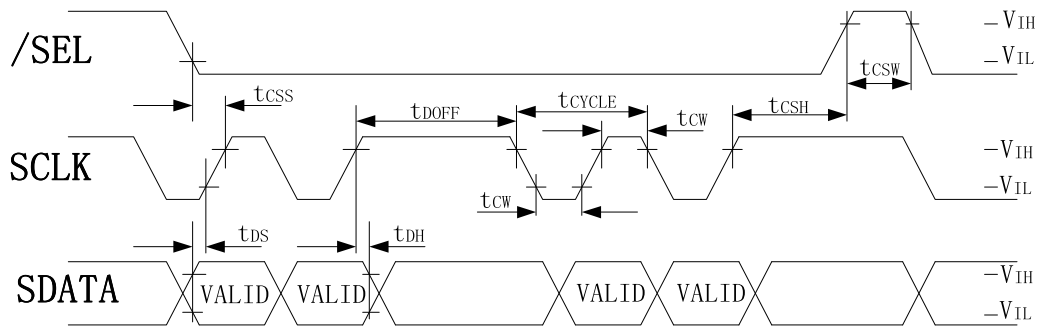 /SEL
–VIH
–VIL
tCSW
tCSS
tDOFF
tCYCLE
tCW
tCSH
SCLK
–VIH
–VIL
tCW
tDS
tDH
SDATA
VALID
VALID
VALID
VALID
–VIH
–VIL